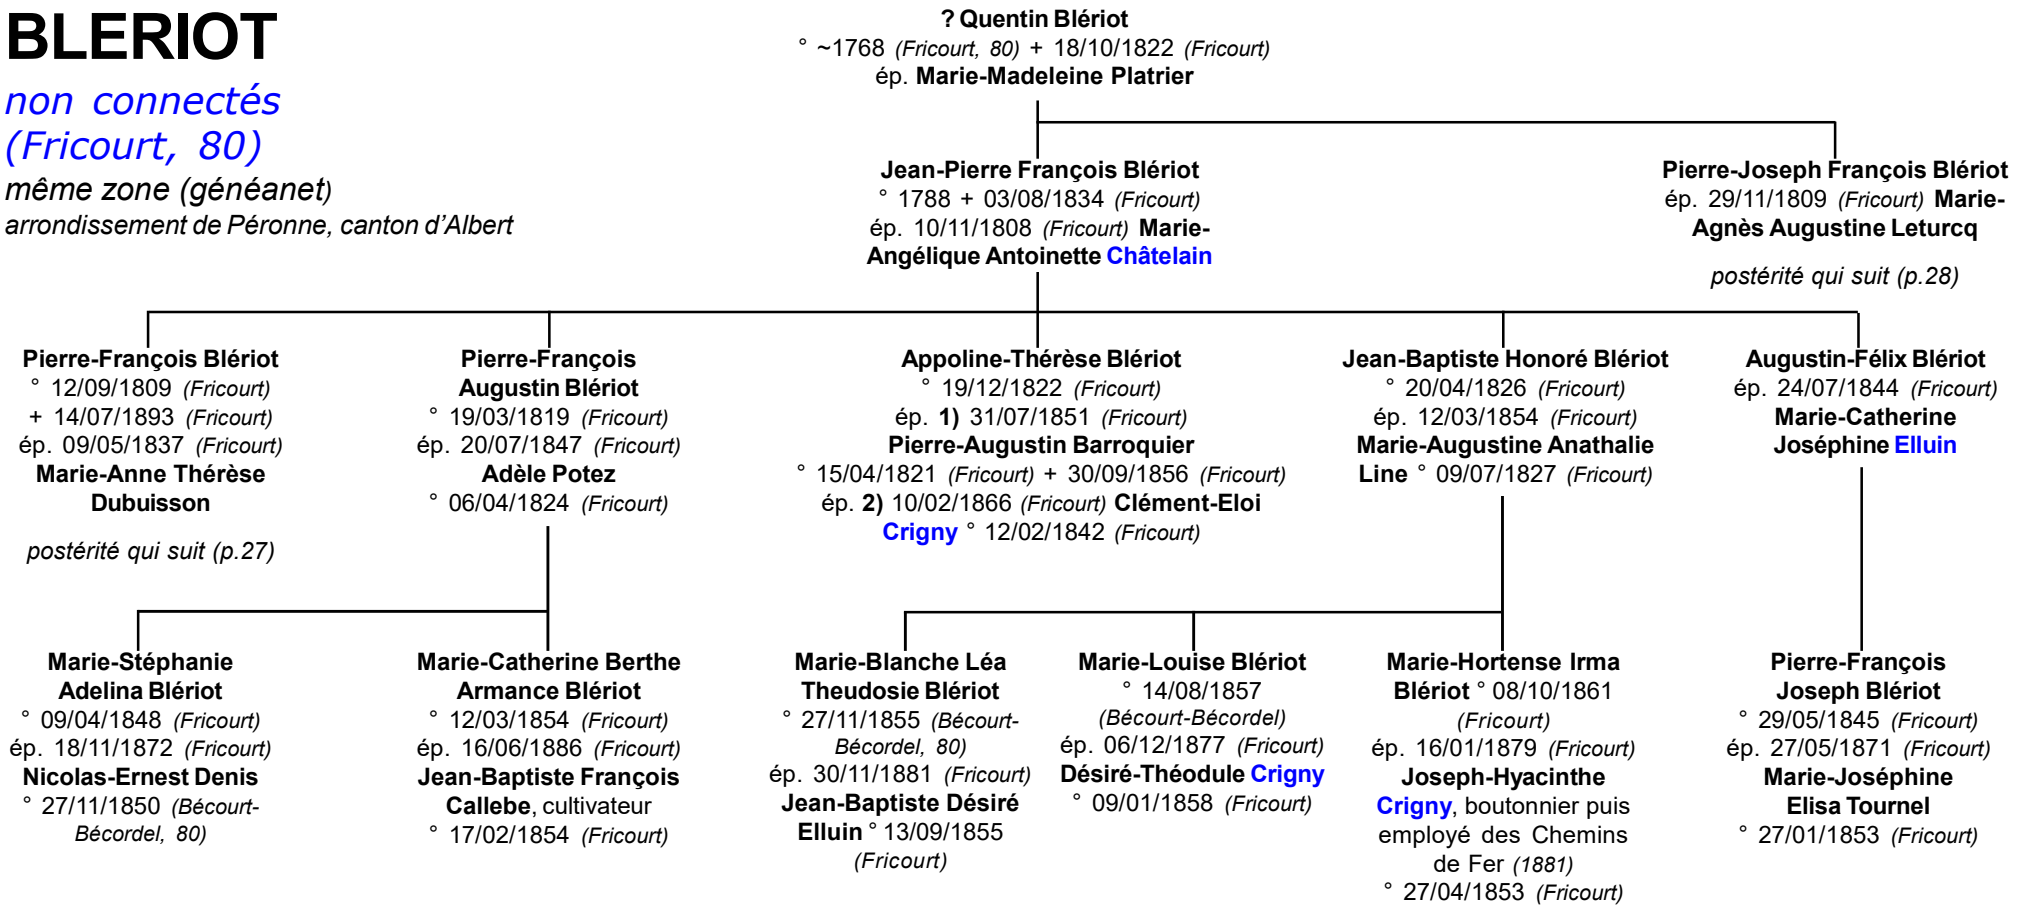 BLERIOT
non connectés
(Fricourt, 80)
même zone (généanet)
arrondissement de Péronne, canton d'Albert
? Quentin Blériot
° ~1768 (Fricourt, 80) + 18/10/1822 (Fricourt)
ép. Marie-Madeleine Platrier
Jean-Pierre François Blériot
° 1788 + 03/08/1834 (Fricourt)
ép. 10/11/1808 (Fricourt) Marie-
Angélique Antoinette Châtelain
Pierre-Joseph François Blériot
ép. 29/11/1809 (Fricourt) Marie-
Agnès Augustine Leturcq
postérité qui suit (p.28)
Pierre-François Blériot
° 12/09/1809 (Fricourt)
+ 14/07/1893 (Fricourt)
ép. 09/05/1837 (Fricourt)
Marie-Anne Thérèse
Dubuisson
postérité qui suit (p.27)
Pierre-François
Augustin Blériot
° 19/03/1819 (Fricourt)
ép. 20/07/1847 (Fricourt)
Adèle Potez
° 06/04/1824 (Fricourt)
Appoline-Thérèse Blériot
° 19/12/1822 (Fricourt)
ép. 1) 31/07/1851 (Fricourt)
Pierre-Augustin Barroquier
° 15/04/1821 (Fricourt) + 30/09/1856 (Fricourt)
ép. 2) 10/02/1866 (Fricourt) Clément-Eloi
Crigny ° 12/02/1842 (Fricourt)
Jean-Baptiste Honoré Blériot
° 20/04/1826 (Fricourt)
ép. 12/03/1854 (Fricourt)
Marie-Augustine Anathalie
Line ° 09/07/1827 (Fricourt)
Augustin-Félix Blériot
ép. 24/07/1844 (Fricourt)
Marie-Catherine
Joséphine Elluin
Marie-Stéphanie
Adelina Blériot
° 09/04/1848 (Fricourt)
ép. 18/11/1872 (Fricourt)
Nicolas-Ernest Denis
° 27/11/1850 (Bécourt-
Bécordel, 80)
Marie-Catherine Berthe
Armance Blériot
° 12/03/1854 (Fricourt)
ép. 16/06/1886 (Fricourt)
Jean-Baptiste François
Callebe, cultivateur
° 17/02/1854 (Fricourt)
Marie-Blanche Léa
Theudosie Blériot
° 27/11/1855 (Bécourt-
Bécordel, 80)
ép. 30/11/1881 (Fricourt)
Jean-Baptiste Désiré
Elluin ° 13/09/1855
(Fricourt)
Marie-Louise Blériot
° 14/08/1857
(Bécourt-Bécordel)
ép. 06/12/1877 (Fricourt)
Désiré-Théodule Crigny
° 09/01/1858 (Fricourt)
Marie-Hortense Irma
Blériot ° 08/10/1861
(Fricourt)
ép. 16/01/1879 (Fricourt)
Joseph-Hyacinthe
Crigny, boutonnier puis
employé des Chemins
de Fer (1881)
° 27/04/1853 (Fricourt)
Pierre-François
Joseph Blériot
° 29/05/1845 (Fricourt)
ép. 27/05/1871 (Fricourt)
Marie-Joséphine
Elisa Tournel
° 27/01/1853 (Fricourt)